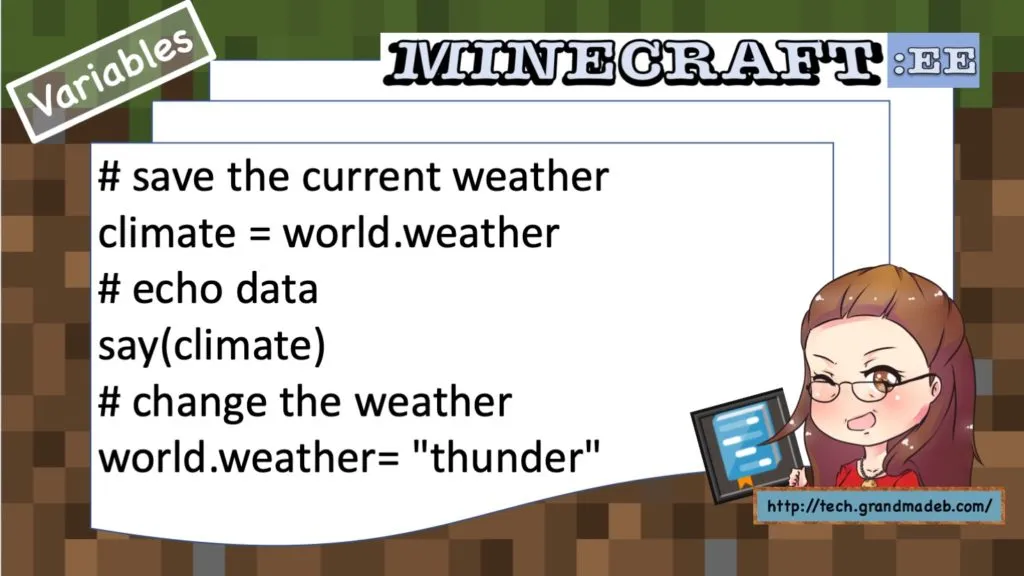 Variables
MINECRAFT:EE
# save the current weather
climate = world.weather
# echo data
say(climate)
# change the weather
world.weather= "thunder"
http://tech.grandmadeb.com/